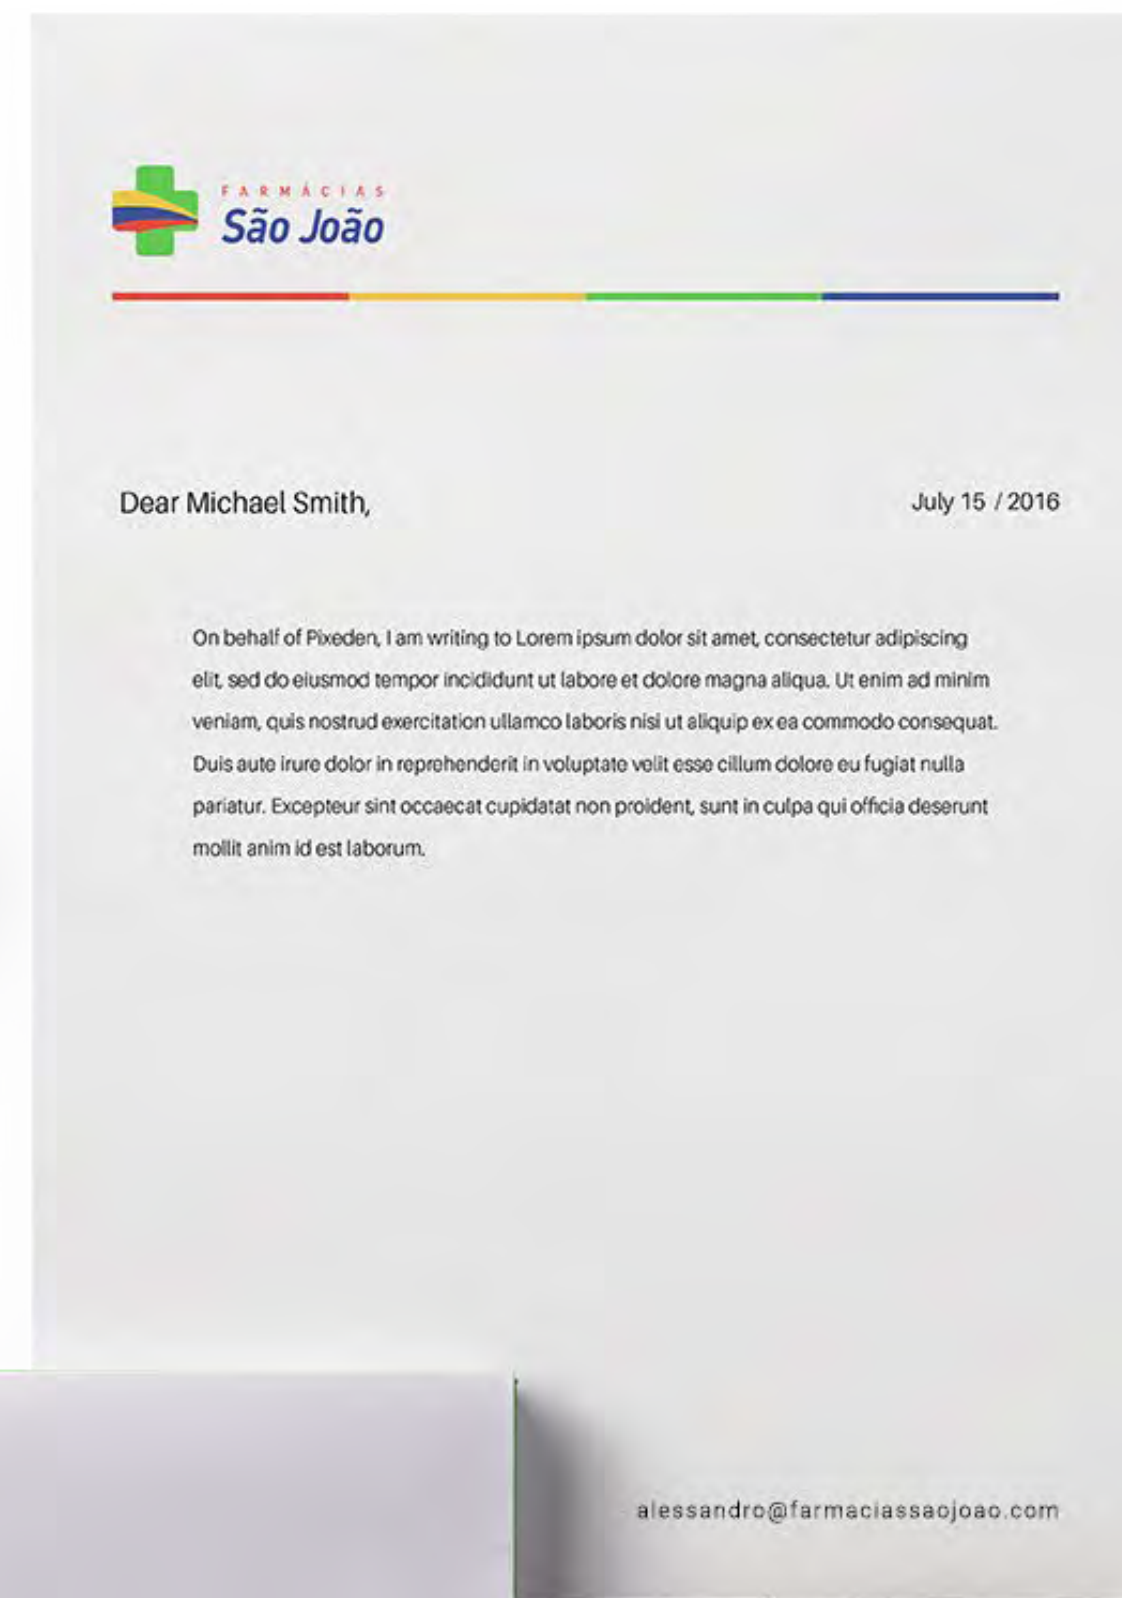 FARMÁCIAS
São João
Dear Michael Smith,
July 15 / 2016
On behalf of Pixeden, I am writing to Lorem ipsum dolor sit amet, consectetur adipiscing
elit, sed do eiusmod tempor incididunt ut labore et dolore magna aliqua. Ut enim ad minim
veniam, quis nostrud exercitation ullamco laboris nisi ut aliquip ex ea commodo consequat.
Duis aute irure dolor in reprehenderit in voluptate velit esse cillum dolore eu fugiat nulla
pariatur. Excepteur sint occaecat cupidatat non proident, sunt in culpa qui officia deserunt
mollit anim id est laborum.
alessandro@farmaciassaojoao.com